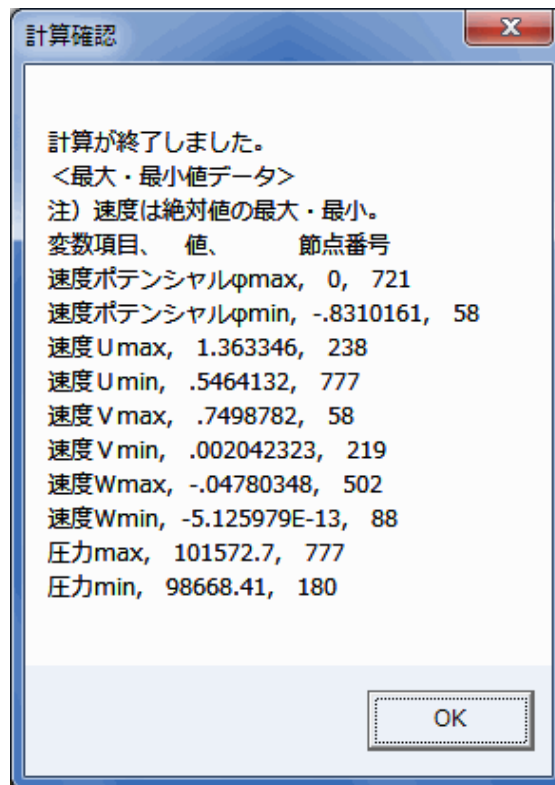 計算確認
計算が終了しました。
＜最大・最小値データ＞
注）速度は絶対値の最大・最小。
変数項目、 値、 節点番号
速度ポテンシャルφmax, 0, 721
速度ポテンシャルφmin, -.8310161, 58
速度Ｕmax, 1.363346, 238
速度Ｕmin, .5464132, 777
速度Ｖmax, .7498782, 58
速度Ｖmin, .002042323, 219
速度Wmax, -.04780348, 502
速度Wmin, -5.125979E-13, 88
圧力max, 101572.7, 777
圧力min, 98668.41, 180
OK